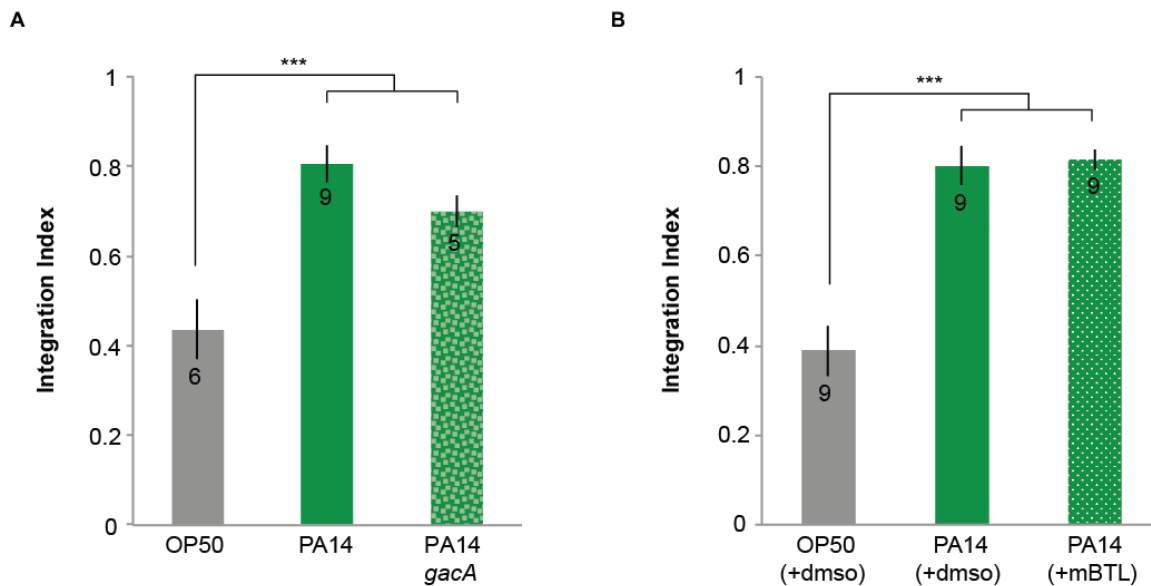 A
***
Integration Index
1
0.8
0.6
0.4
0.2
0
6
9
5
OP50
PA14
PA14
gacA
B
***
Integration Index
1
0.8
0.6
0.4
0.2
0
9
9
9
OP50
(+dmso)
PA14
(+dmso)
PA14
(+mBTL)